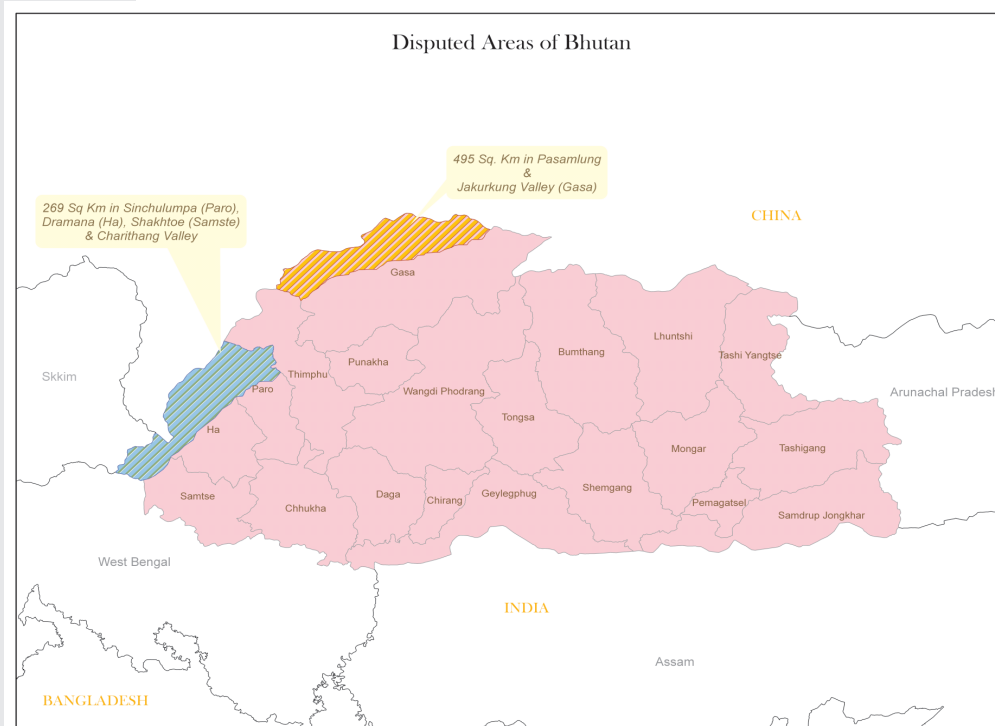 Disputed Areas of Bhutan
495 Sq. Km in Pasamlung
&
Jakurkung Valley (Gasa)
269 Sq Km in Sinchulumpa (Paro),
Dramana (Ha), Shakhtoe (Samste)
& Charithang Valley
CHINA
Gasa
Lhuntshi
Bumthang
Tashi Yangtse
Punakha
Thimphu
Skkim
Paro
Wangdi Phodrang
Arunachal Pradesh
Tongsa
Ha
Mongar
Tashigang
Shemgang
Samtse
Daga
Chirang
Geylegphug
Pemagatsel
Chhukha
Samdrup Jongkhar
West Bengal
INDIA
Assam
BANGLADESH